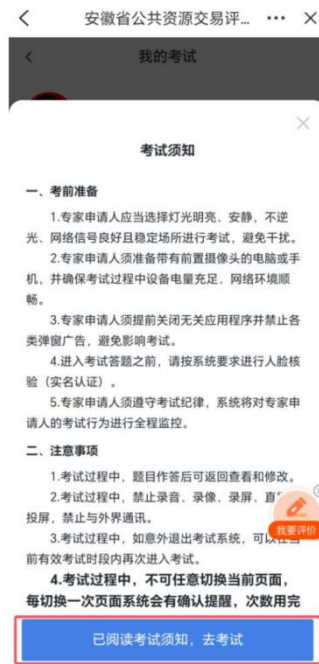 安徽省公共资源交易评...
我的考试
考试须知
一、考前准备
1.专家申请人应当选择灯光明亮、安静、不逆
光、网络信号良好且稳定场所进行考试，避免干扰。
2.专家申请人须准备带有前置摄像头的电脑或手
机，并确保考试过程中设备电量充足、网络环境顺
畅。
3.专家申请人须提前关闭无关应用程序并禁止各
类弹窗广告，避免影响考试。
4.进入考试答题之前，请按系统要求进行人脸核
验（实名认证）。
5.专家申请人须遵守考试纪律，系统将对专家申
请人的考试行为进行全程监控。
二、注意事项
1.考试过程中，题目作答后可返回查看和修改。
2.考试过程中，禁止录音、录像、录屏、直
投屏，禁止与外界通讯。
我要评价
3.考试过程中，如意外退出考试系统，可以
前有效考试时段内再次进入考试。
4.考试过程中，不可任意切换当前页面，
每切换一次页面系统会有确认提醒，次数用完
已阅读考试须知，去考试